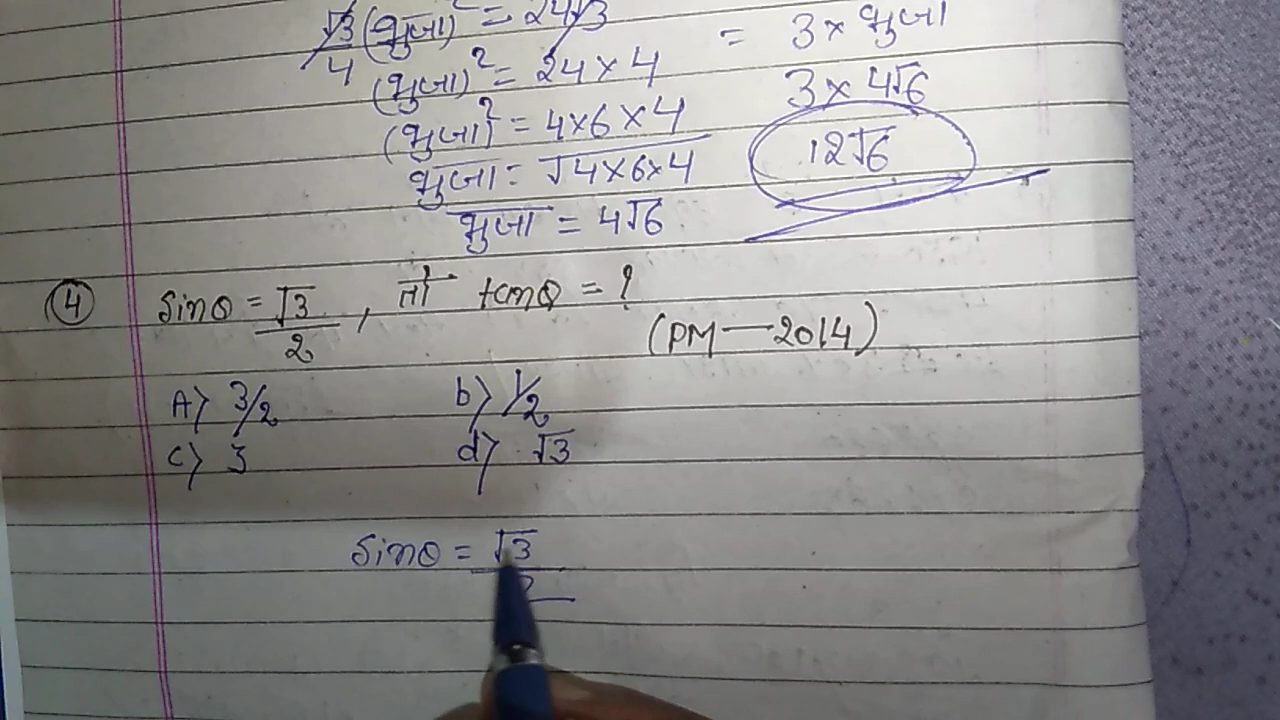 √3/4 (भुजा)² = 24√3
(भुजा)² = 24×4
(भुजा)² = 4×6×4
भुजा = √4×6×4
भुजा = 4√6
= 3×भुजा
3×4√6
12√6
④ sinθ = √3/2 , तो tanθ = ?
(PM—2014)
A) 3/2 b) 1/2
c) 3 d) √3
sinθ = √3/2